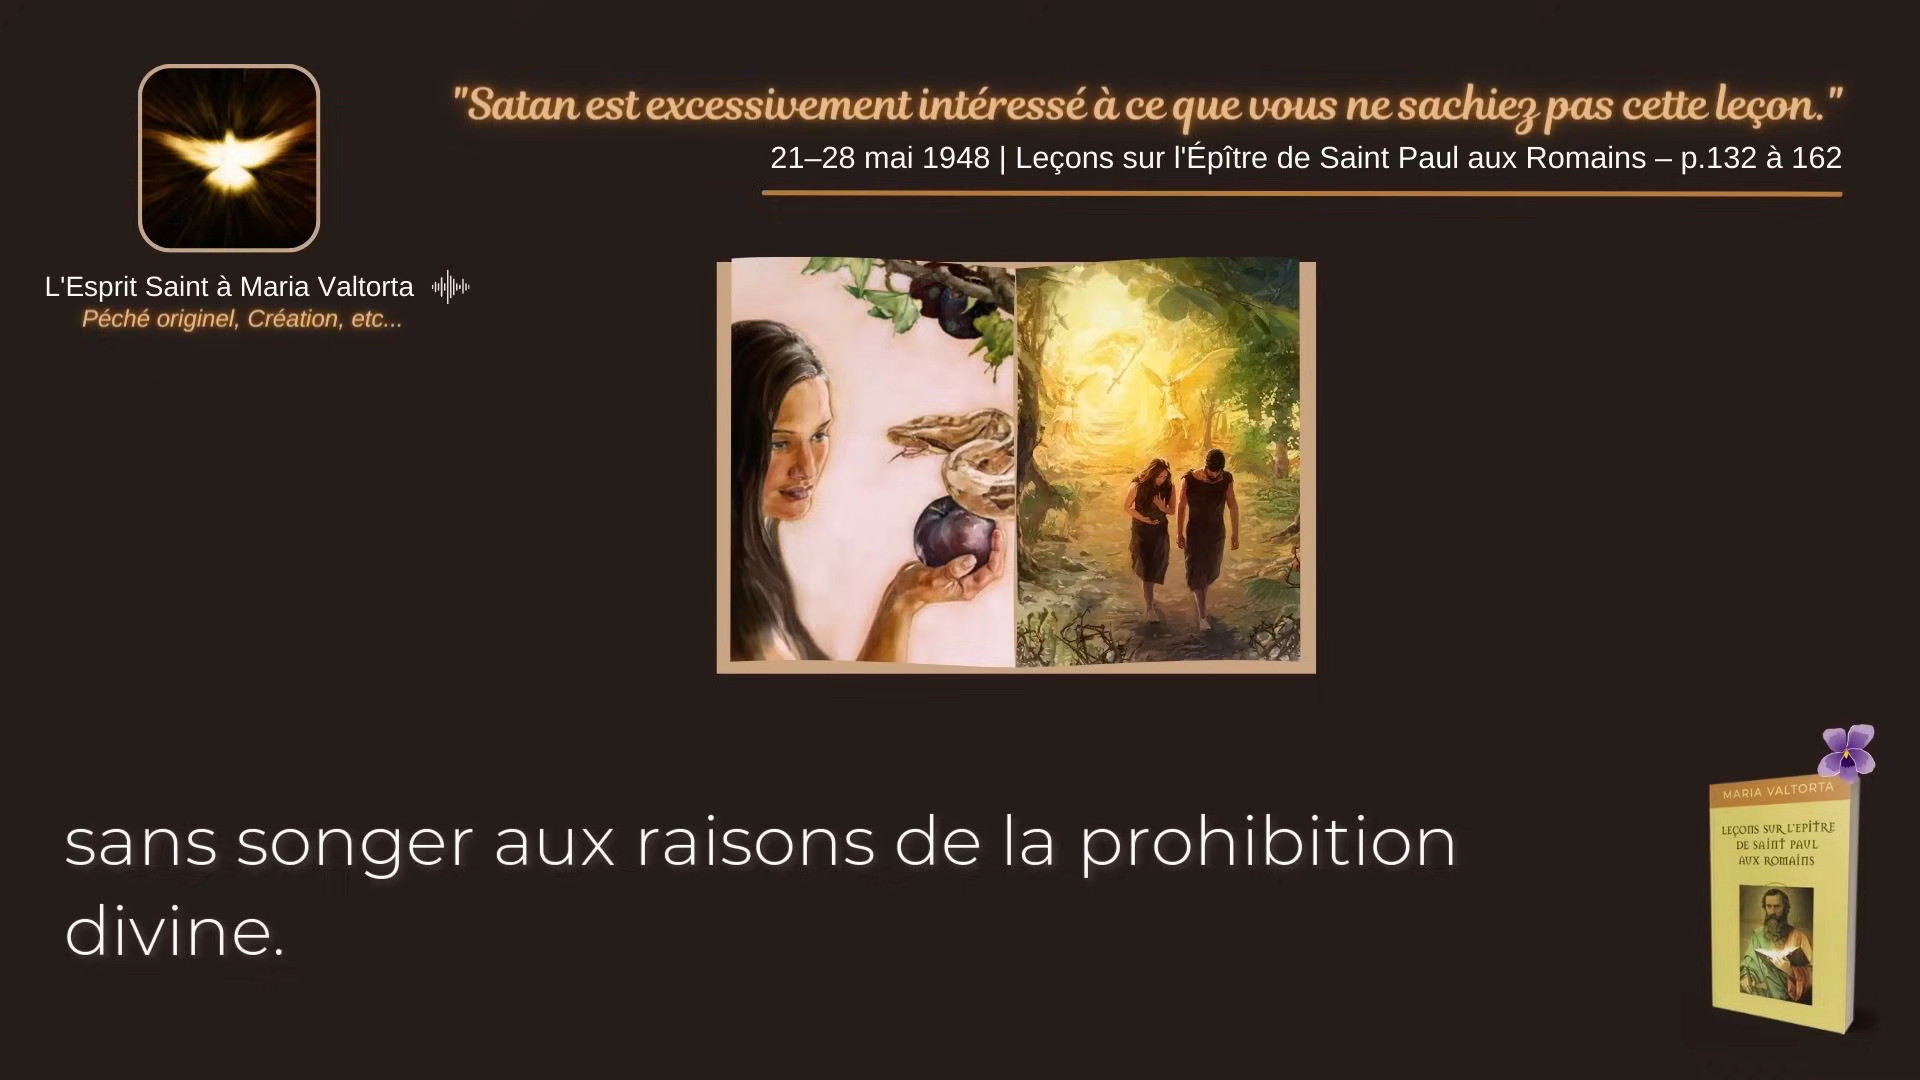 "Satan est excessivement intéressé à ce que vous ne sachiez pas cette leçon."
21–28 mai 1948 | Leçons sur l'Épître de Saint Paul aux Romains – p.132 à 162
L'Esprit Saint à Maria Valtorta
Péché originel, Création, etc...
sans songer aux raisons de la prohibition
divine.
MARIA VALTORTA
LEÇONS SUR L'EPÎTRE
DE SAINT PAUL
AUX ROMAINS